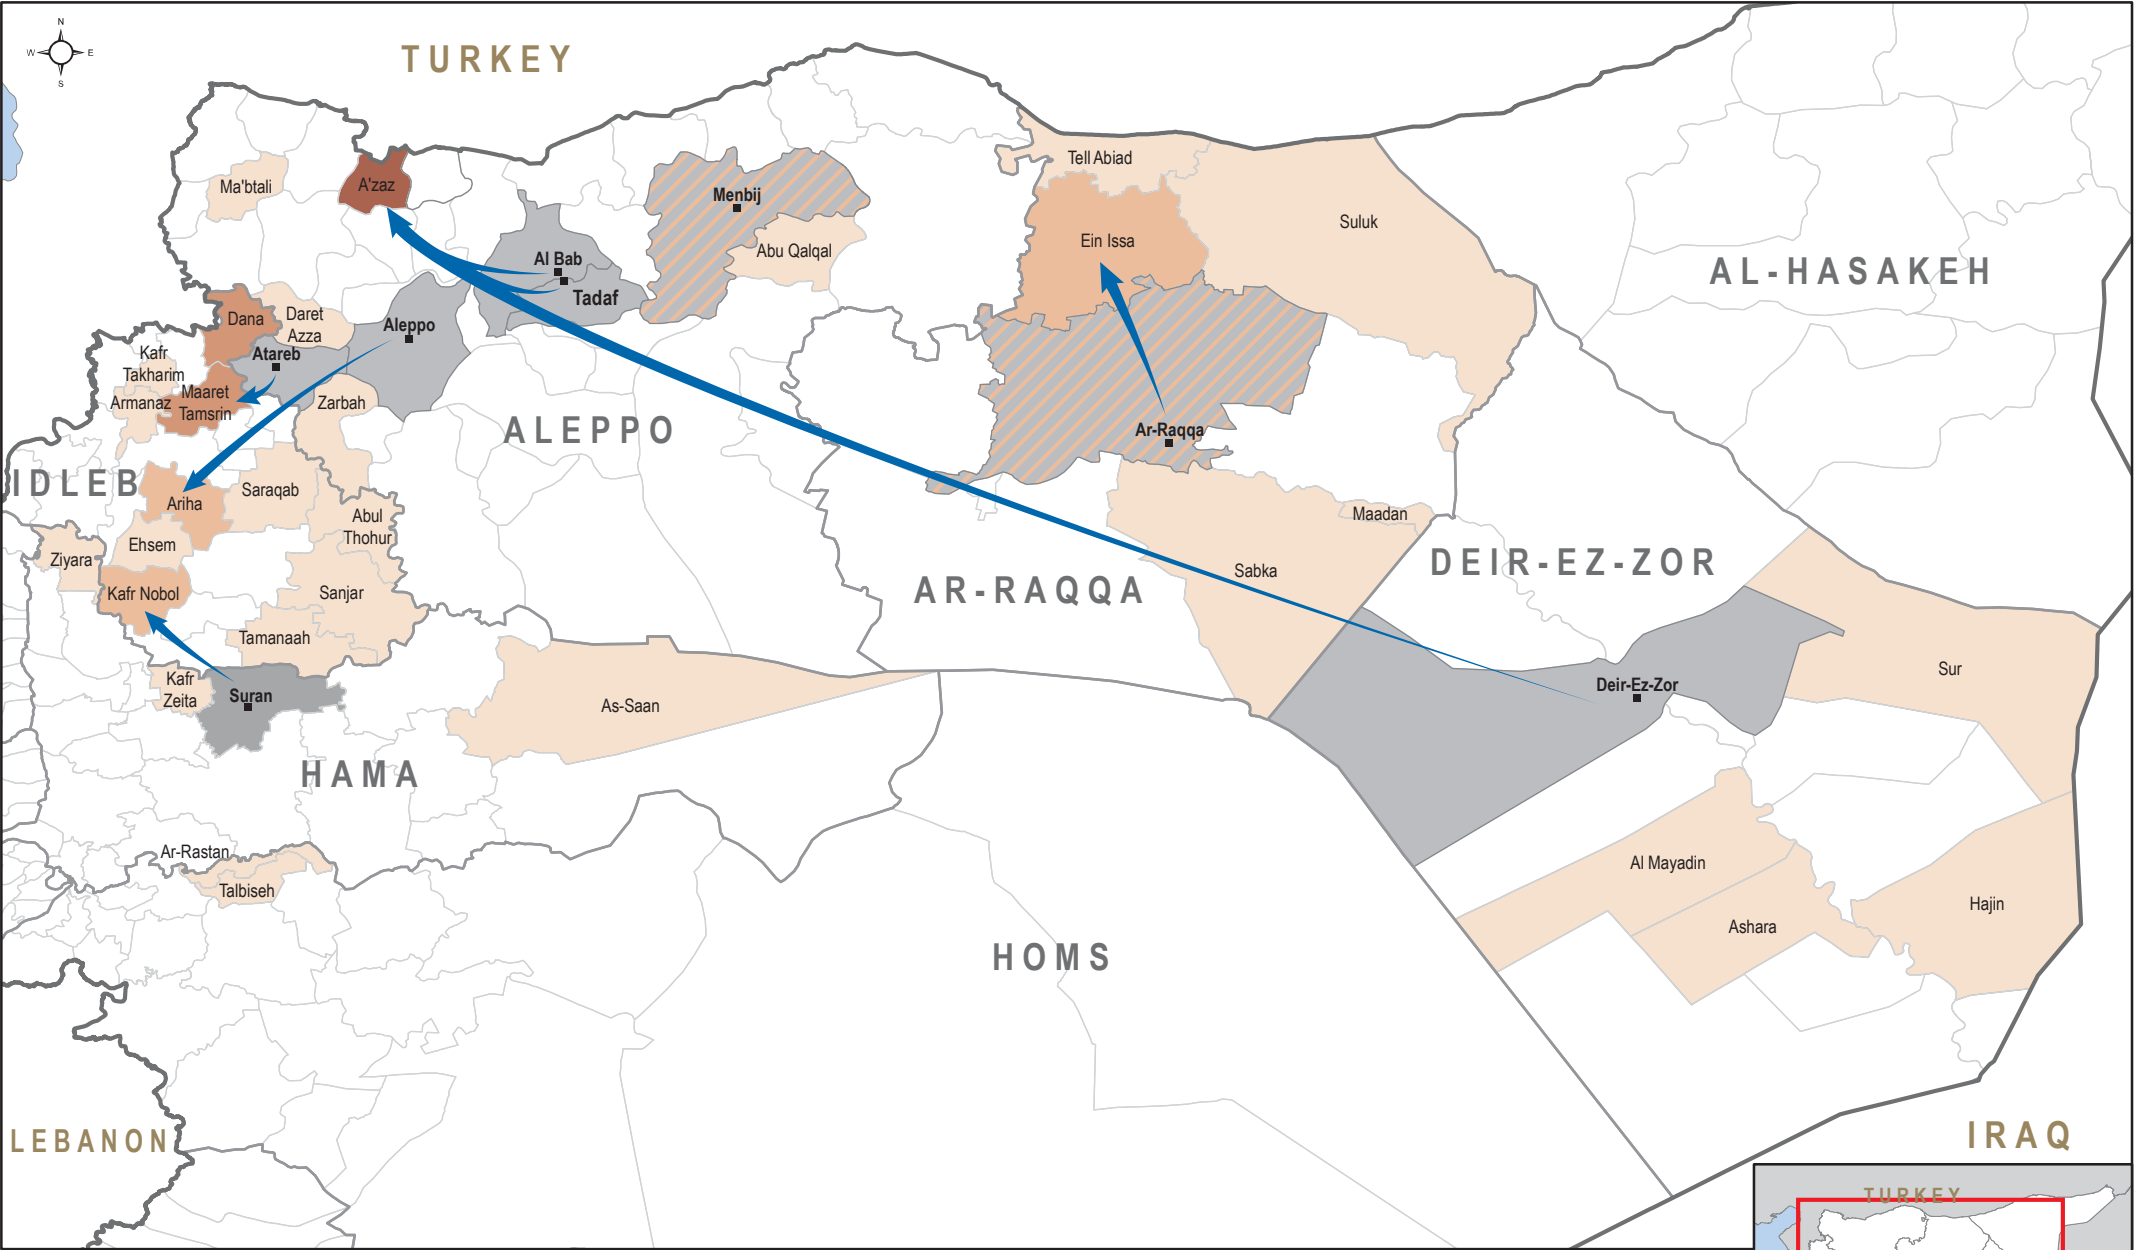 N
W
E
S
TURKEY
Tell Abiad
Ma'btali
A'zaz
Menbij
Suluk
Ein Issa
Abu Qalqal
Al Bab
AL-HASAKEH
Tadaf
Dana
Daret
Azza
Aleppo
Kafr
Takharim
Atareb
Maaret
Tamsrin
Armanaz
Zarbah
ALEPPO
Ar-Raqqa
IDLEB
Saraqab
Ariha
Abul
Thohur
Maadan
Ehsem
Ziyara
DEIR-EZ-ZOR
Sabka
AR-RAQQA
Kafr Nobol
Sanjar
Tamanaah
Sur
Kafr
Zeita
Suran
Deir-Ez-Zor
As-Saan
HAMA
Ar-Rastan
Al Mayadin
Talbiseh
Hajin
Ashara
HOMS
LEBANON
IRAQ
TURKEY